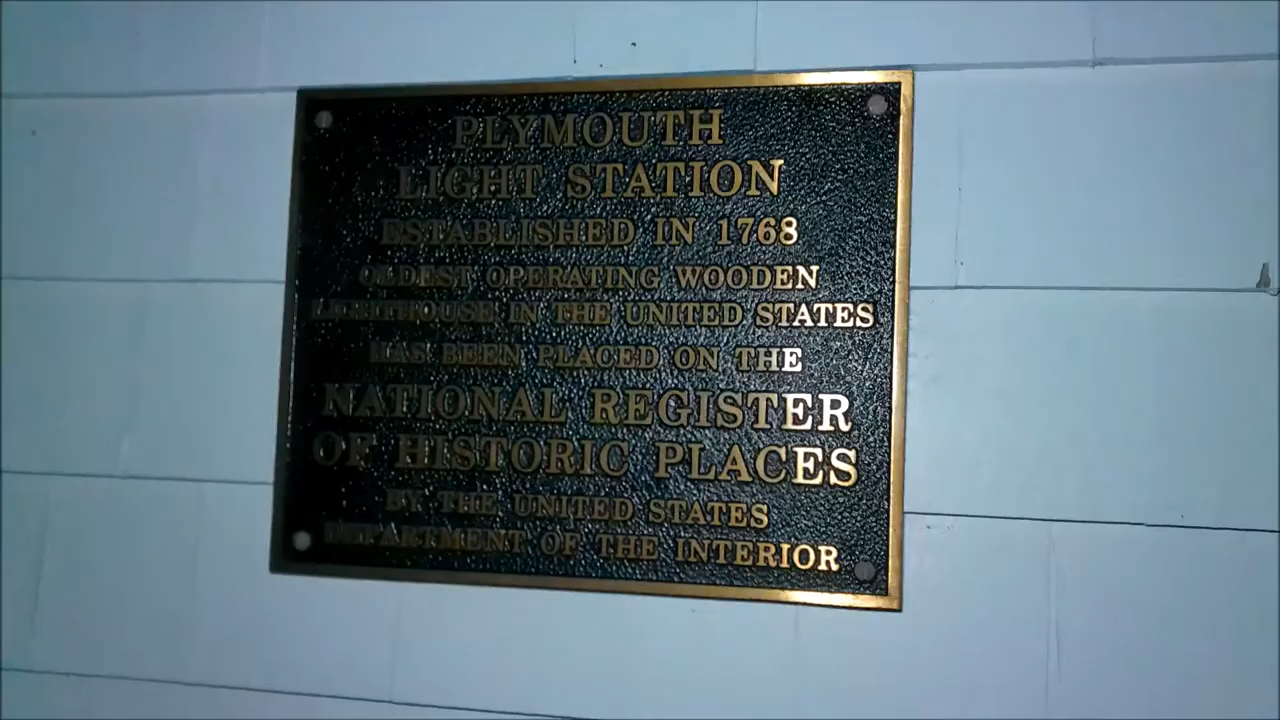 PLYMOUTH
LIGHT STATION
ESTABLISHED IN 1768
OLDEST OPERATING WOODEN
LIGHTHOUSE IN THE UNITED STATES
HAS BEEN PLACED ON THE
NATIONAL REGISTER
OF HISTORIC PLACES
BY THE UNITED STATES
DEPARTMENT OF THE INTERIOR